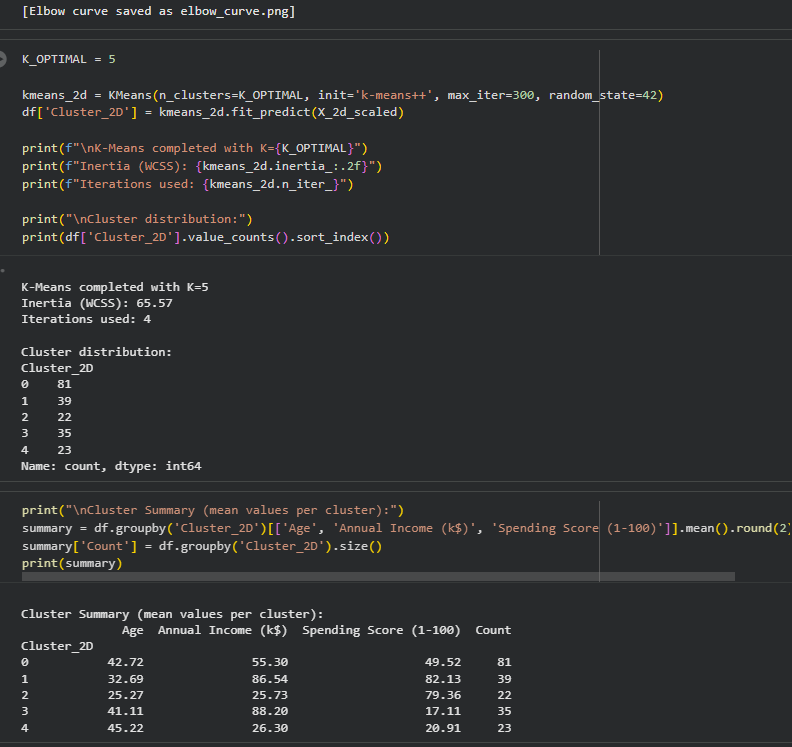 [Elbow curve saved as elbow_curve.png]
K_OPTIMAL = 5
kmeans_2d = KMeans(n_clusters=K_OPTIMAL, init='k-means++', max_iter=300, random_state=42)
df['Cluster_2D'] = kmeans_2d.fit_predict(X_2d_scaled)
print(f"\nK-Means completed with K={K_OPTIMAL}")
print(f"Inertia (WCSS): {kmeans_2d.inertia_:.2f}")
print(f"Iterations used: {kmeans_2d.n_iter_}")
print("\nCluster distribution:")
print(df['Cluster_2D'].value_counts().sort_index())
K-Means completed with K=5
Inertia (WCSS): 65.57
Iterations used: 4
Cluster distribution:
Cluster_2D
0    81
1    39
2    22
3    35
4    23
Name: count, dtype: int64
print("\nCluster Summary (mean values per cluster):")
summary = df.groupby('Cluster_2D')[['Age', 'Annual Income (k$)', 'Spending Score (1-100)']].mean().round(2)
summary['Count'] = df.groupby('Cluster_2D').size()
print(summary)
Cluster Summary (mean values per cluster):
Age  Annual Income (k$)  Spending Score (1-100)  Count
Cluster_2D
0           42.72               55.30                   49.52     81
1           32.69               86.54                   82.13     39
2           25.27               25.73                   79.36     22
3           41.11               88.20                   17.11     35
4           45.22               26.30                   20.91     23